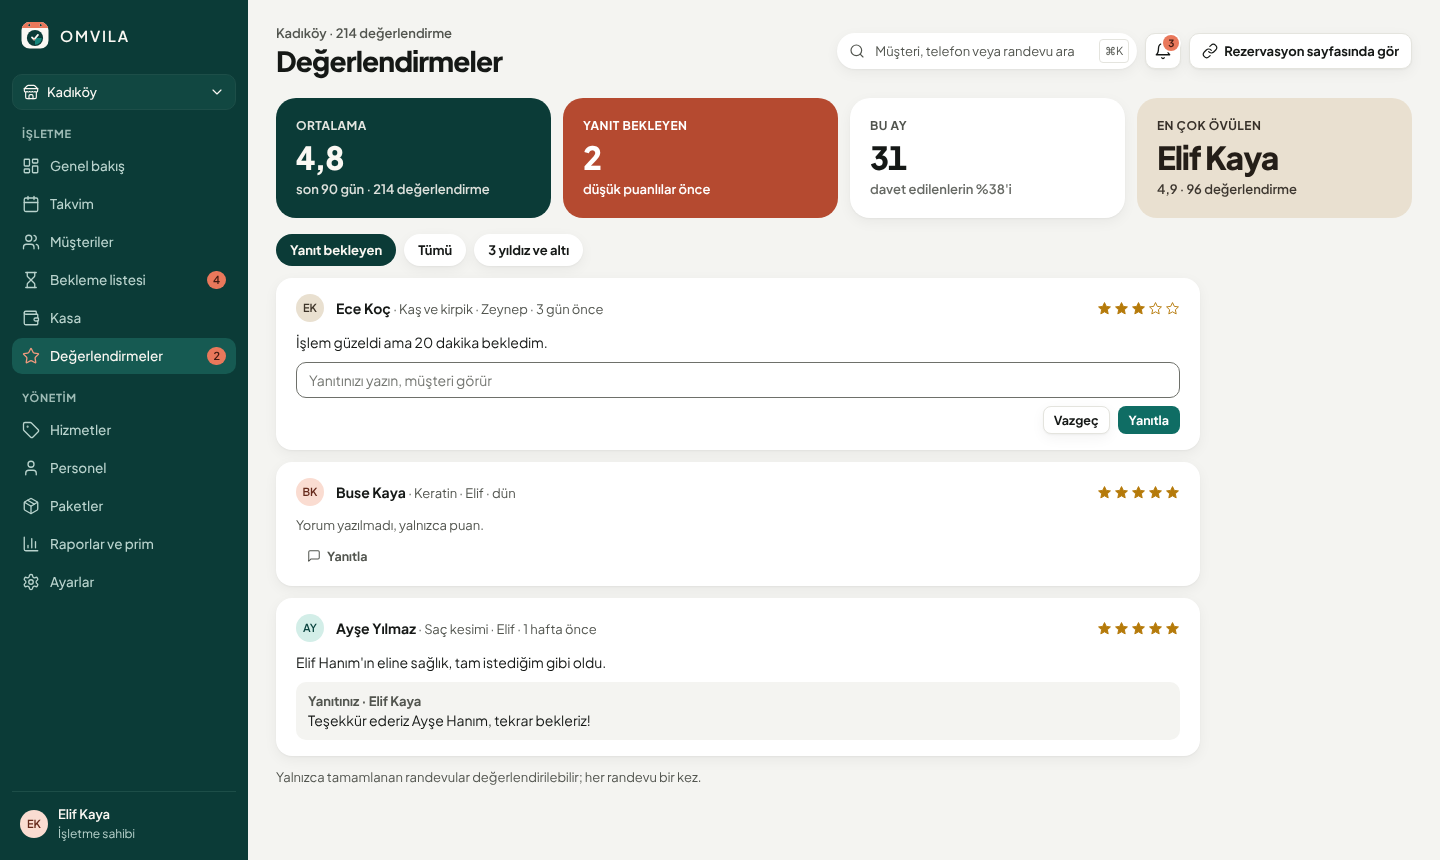 OMVILA
Kadıköy
İŞLETME
Genel bakış
Takvim
Müşteriler
Bekleme listesi 4
Kasa
Değerlendirmeler 2
YÖNETİM
Hizmetler
Personel
Paketler
Raporlar ve prim
Ayarlar
EK
Elif Kaya
İşletme sahibi
Kadıköy · 214 değerlendirme
Değerlendirmeler
Müşteri, telefon veya randevu ara ⌘K
3
Rezervasyon sayfasında gör
ORTALAMA
4,8
son 90 gün · 214 değerlendirme
YANIT BEKLEYEN
2
düşük puanlılar önce
BU AY
31
davet edilenlerin %38'i
EN ÇOK ÖVÜLEN
Elif Kaya
4,9 · 96 değerlendirme
Yanıt bekleyen Tümü 3 yıldız ve altı
EK Ece Koç · Kaş ve kirpik · Zeynep · 3 gün önce
İşlem güzeldi ama 20 dakika bekledim.
Yanıtınızı yazın, müşteri görür
Vazgeç Yanıtla
BK Buse Kaya · Keratin · Elif · dün
Yorum yazılmadı, yalnızca puan.
Yanıtla
AY Ayşe Yılmaz · Saç kesimi · Elif · 1 hafta önce
Elif Hanım'ın eline sağlık, tam istediğim gibi oldu.
Yanıtınız · Elif Kaya
Teşekkür ederiz Ayşe Hanım, tekrar bekleriz!
Yalnızca tamamlanan randevular değerlendirilebilir; her randevu bir kez.